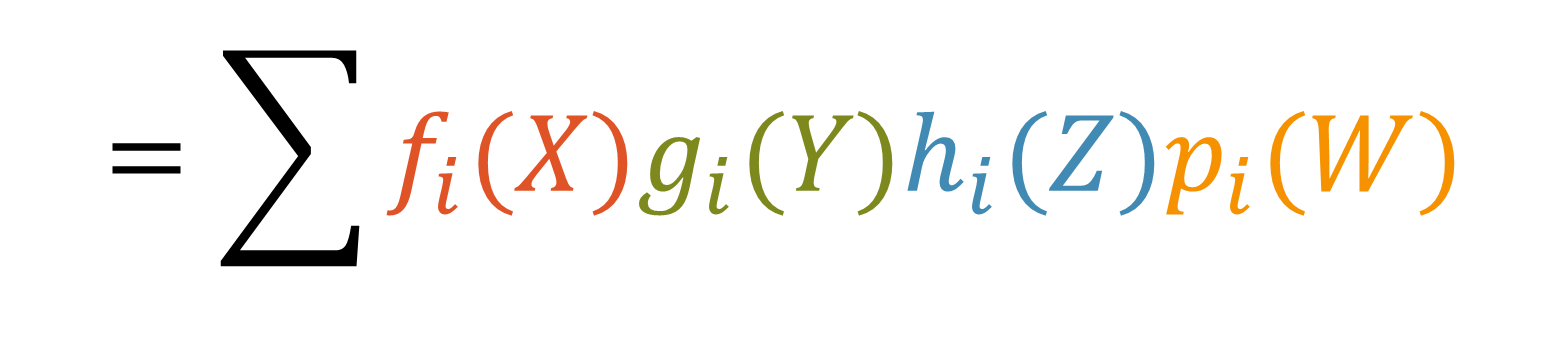 = ∑ fᵢ(X)gᵢ(Y)hᵢ(Z)pᵢ(W)